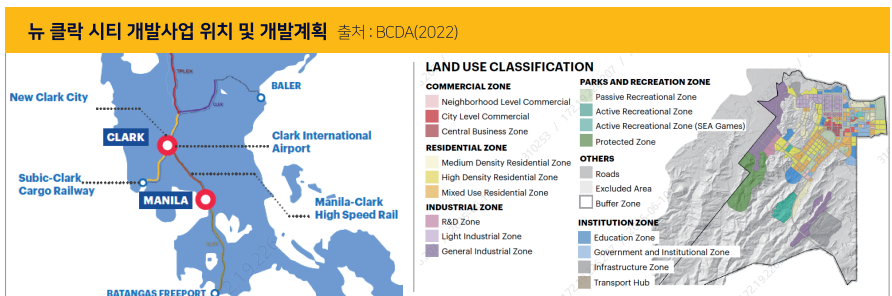 뉴 클락 시티 개발사업 위치 및 개발계획 출처 : BCDA(2022)
TPLEX
BALER
New Clark City
CLARK
Clark International
Airport
Subic-Clark
Cargo Railway
MANILA
Manila-Clark
High Speed Rail
BATANGAS FREEPORT
LAND USE CLASSIFICATION
COMMERCIAL ZONE
Neighborhood Level Commercial
City Level Commercial
Central Business Zone
RESIDENTIAL ZONE
Medium Density Residential Zone
High Density Residential Zone
Mixed Use Residential Zone
INDUSTRIAL ZONE
R&D Zone
Light Industrial Zone
General Industrial Zone
PARKS AND RECREATION ZONE
Passive Recreational Zone
Active Recreational Zone
Active Recreational Zone (SEA Games)
Protected Zone
OTHERS
Roads
Excluded Area
Buffer Zone
INSTITUTION ZONE
Education Zone
Government and Institutional Zone
Infrastructure Zone
Transport Hub